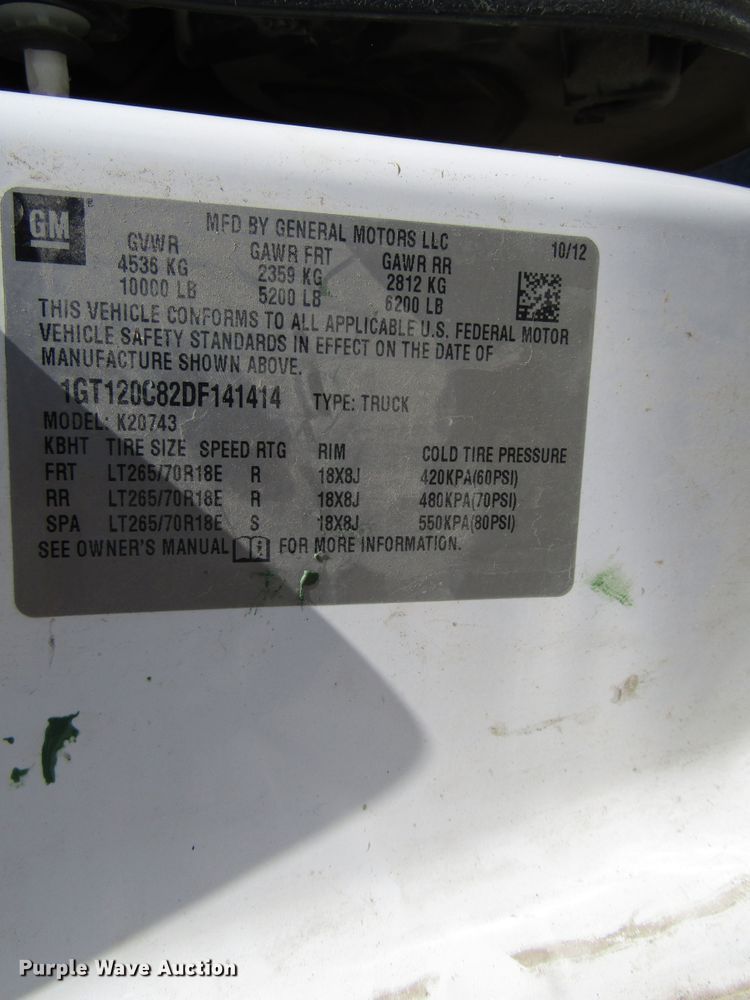 GM ®
MFD BY GENERAL MOTORS LLC 10/12
GVWR GAWR FRT GAWR RR
4536 KG 2359 KG 2812 KG
10000 LB 5200 LB 6200 LB
THIS VEHICLE CONFORMS TO ALL APPLICABLE U.S. FEDERAL MOTOR
VEHICLE SAFETY STANDARDS IN EFFECT ON THE DATE OF
MANUFACTURE SHOWN ABOVE.
1GT120C82DF141414 TYPE: TRUCK
MODEL: K20743
KBHT TIRE SIZE SPEED RTG RIM COLD TIRE PRESSURE
FRT LT265/70R18E R 18X8J 420KPA(60PSI)
RR LT265/70R18E R 18X8J 480KPA(70PSI)
SPA LT265/70R18E S 18X8J 550KPA(80PSI)
SEE OWNER'S MANUAL FOR MORE INFORMATION.
Purple Wave Auction